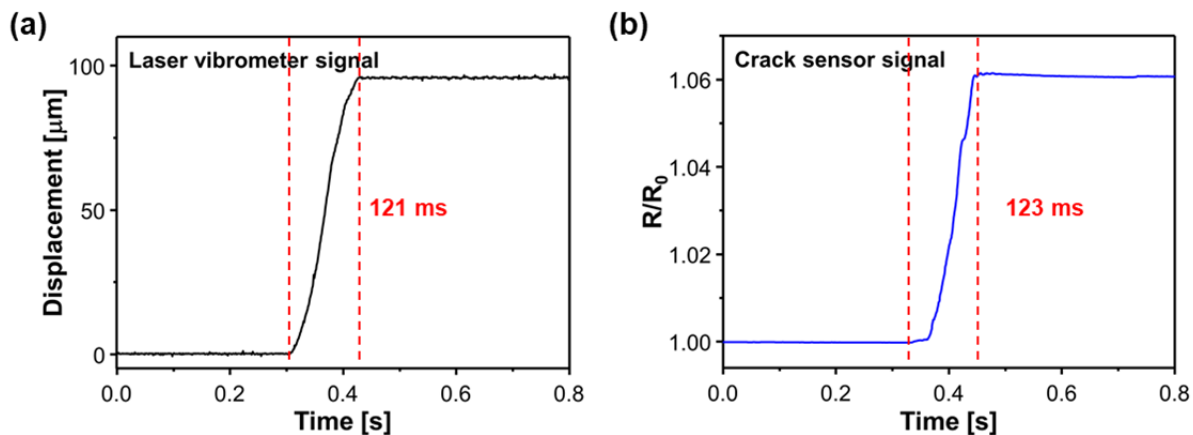 (a)
Laser vibrometer signal
100
50
0
Displacement [μm]
121 ms
0.0 0.2 0.4 0.6 0.8
Time [s]
(b)
Crack sensor signal
1.06
1.04
1.02
1.00
R/R₀
123 ms
0.0 0.2 0.4 0.6 0.8
Time [s]